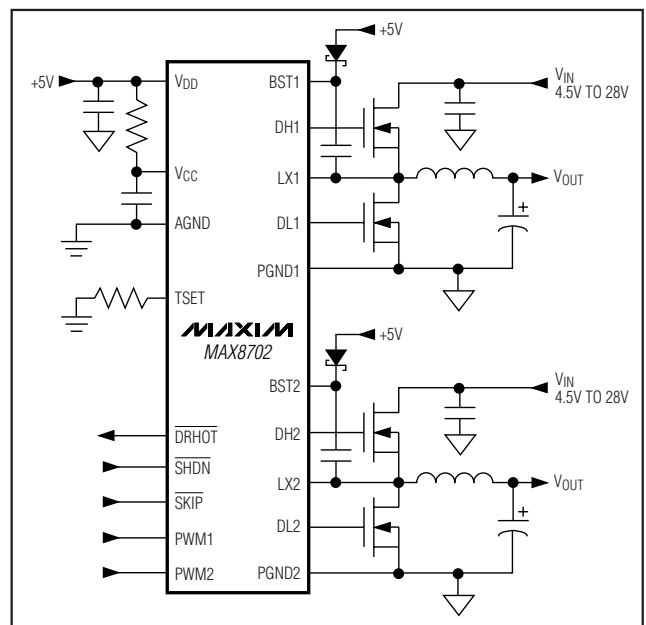 +5V
+5V
VDD
BST1
VIN
4.5V TO 28V
DH1
VCC
LX1
VOUT
+
AGND
DL1
PGND1
TSET
MAXIM
MAX8702
+5V
BST2
VIN
4.5V TO 28V
DRHOT
DH2
SHDN
SKIP
LX2
VOUT
+
PWM1
DL2
PWM2
PGND2